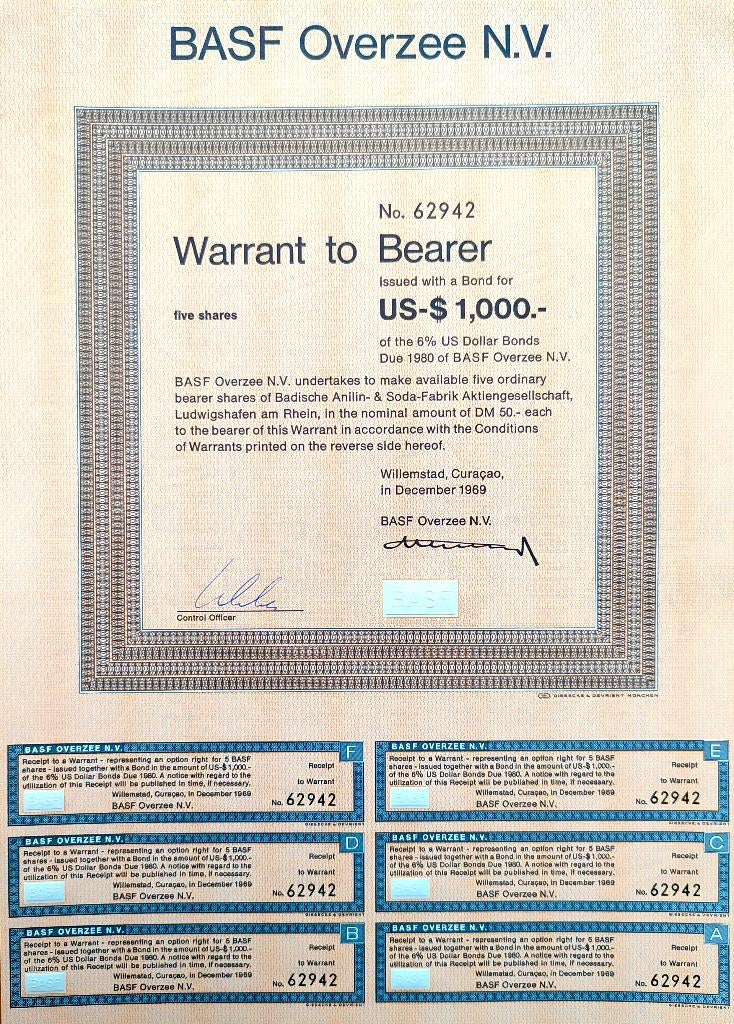 BASF Overzee N.V.
No. 62942
Warrant to Bearer
Issued with a Bond for
five shares US-$ 1,000.-
of the 6% US Dollar Bonds
Due 1980 of BASF Overzee N.V.
BASF Overzee N.V. undertakes to make available five ordinary
bearer shares of Badische Anilin- & Soda-Fabrik Aktiengesellschaft,
Ludwigshafen am Rhein, in the nominal amount of DM 50.- each
to the bearer of this Warrant in accordance with the Conditions
of Warrants printed on the reverse side hereof.
Willemstad, Curaçao,
in December 1969
BASF Overzee N.V.
BASF
Control Officer
GIESECKE & DEVRIENT MÜNCHEN
BASF OVERZEE N.V. F
Receipt to a Warrant - representing an option right for 5 BASF
shares - issued together with a Bond in the amount of US-$ 1,000.-
of the 6% US Dollar Bonds Due 1980. A notice with regard to the
utilization of this Receipt will be published in time, if necessary.
Willemstad, Curaçao, in December 1969
BASF Overzee N.V.
Receipt
to Warrant
No. 62942
GIESECKE & DEVRIENT
BASF OVERZEE N.V. E
Receipt to a Warrant - representing an option right for 5 BASF
shares - issued together with a Bond in the amount of US-$ 1,000.-
of the 6% US Dollar Bonds Due 1980. A notice with regard to the
utilization of this Receipt will be published in time, if necessary.
Willemstad, Curaçao, in December 1969
BASF Overzee N.V.
Receipt
to Warrant
No. 62942
GIESECKE & DEVRIENT
BASF OVERZEE N.V. D
Receipt to a Warrant - representing an option right for 5 BASF
shares - issued together with a Bond in the amount of US-$ 1,000.-
of the 6% US Dollar Bonds Due 1980. A notice with regard to the
utilization of this Receipt will be published in time, if necessary.
Willemstad, Curaçao, in December 1969
BASF Overzee N.V.
Receipt
to Warrant
No. 62942
GIESECKE & DEVRIENT
BASF OVERZEE N.V. C
Receipt to a Warrant - representing an option right for 5 BASF
shares - issued together with a Bond in the amount of US-$ 1,000.-
of the 6% US Dollar Bonds Due 1980. A notice with regard to the
utilization of this Receipt will be published in time, if necessary.
Willemstad, Curaçao, in December 1969
BASF Overzee N.V.
Receipt
to Warrant
No. 62942
GIESECKE & DEVRIENT
BASF OVERZEE N.V. B
Receipt to a Warrant - representing an option right for 5 BASF
shares - issued together with a Bond in the amount of US-$ 1,000.-
of the 6% US Dollar Bonds Due 1980. A notice with regard to the
utilization of this Receipt will be published in time, if necessary.
Willemstad, Curaçao, in December 1969
BASF Overzee N.V.
Receipt
to Warrant
No. 62942
GIESECKE & DEVRIENT
BASF OVERZEE N.V. A
Receipt to a Warrant - representing an option right for 5 BASF
shares - issued together with a Bond in the amount of US-$ 1,000.-
of the 6% US Dollar Bonds Due 1980. A notice with regard to the
utilization of this Receipt will be published in time, if necessary.
Willemstad, Curaçao, in December 1969
BASF Overzee N.V.
Receipt
to Warrant
No. 62942
GIESECKE & DEVRIENT